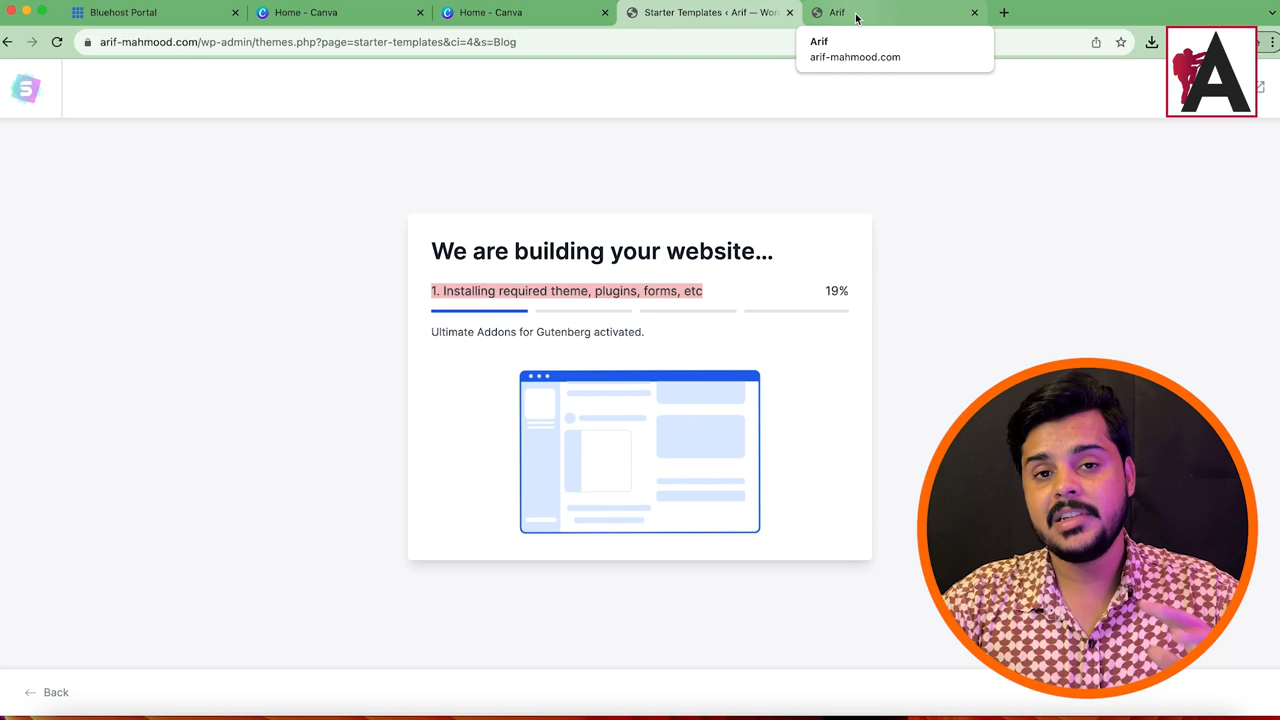 Bluehost Portal
Home - Canva
Home - Canva
Starter Templates ‹ Arif — Wor
Arif
arif-mahmood.com/wp-admin/themes.php?page=starter-templates&ci=4&s=Blog
Arif
arif-mahmood.com
S
A
We are building your website...
1. Installing required theme, plugins, forms, etc
19%
Ultimate Addons for Gutenberg activated.
Back